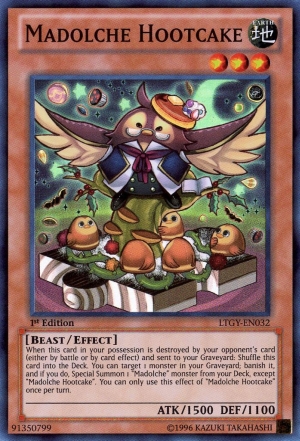 MADOLCHE HOOTCAKE
EARTH
地
LTGY-EN032
1st Edition
[BEAST / EFFECT]
When this card in your possession is destroyed by your opponent's card
(either by battle or by card effect) and sent to your Graveyard: Shuffle this
card into the Deck. You can target 1 monster in your Graveyard; banish it,
and if you do, Special Summon 1 "Madolche" monster from your Deck, except
"Madolche Hootcake". You can only use this effect of "Madolche Hootcake"
once per turn.
ATK/1500 DEF/1100
91350799
©1996 KAZUKI TAKAHASHI